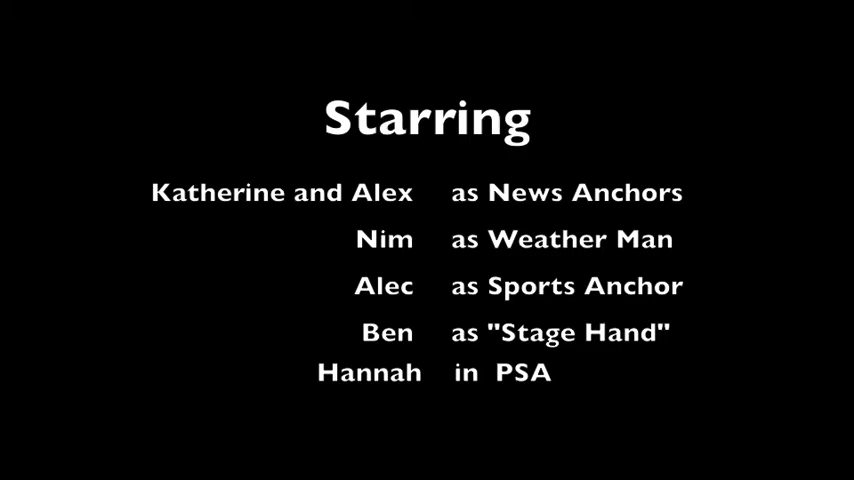 Starring
Katherine and Alex as News Anchors
Nim as Weather Man
Alec as Sports Anchor
Ben as "Stage Hand"
Hannah in PSA